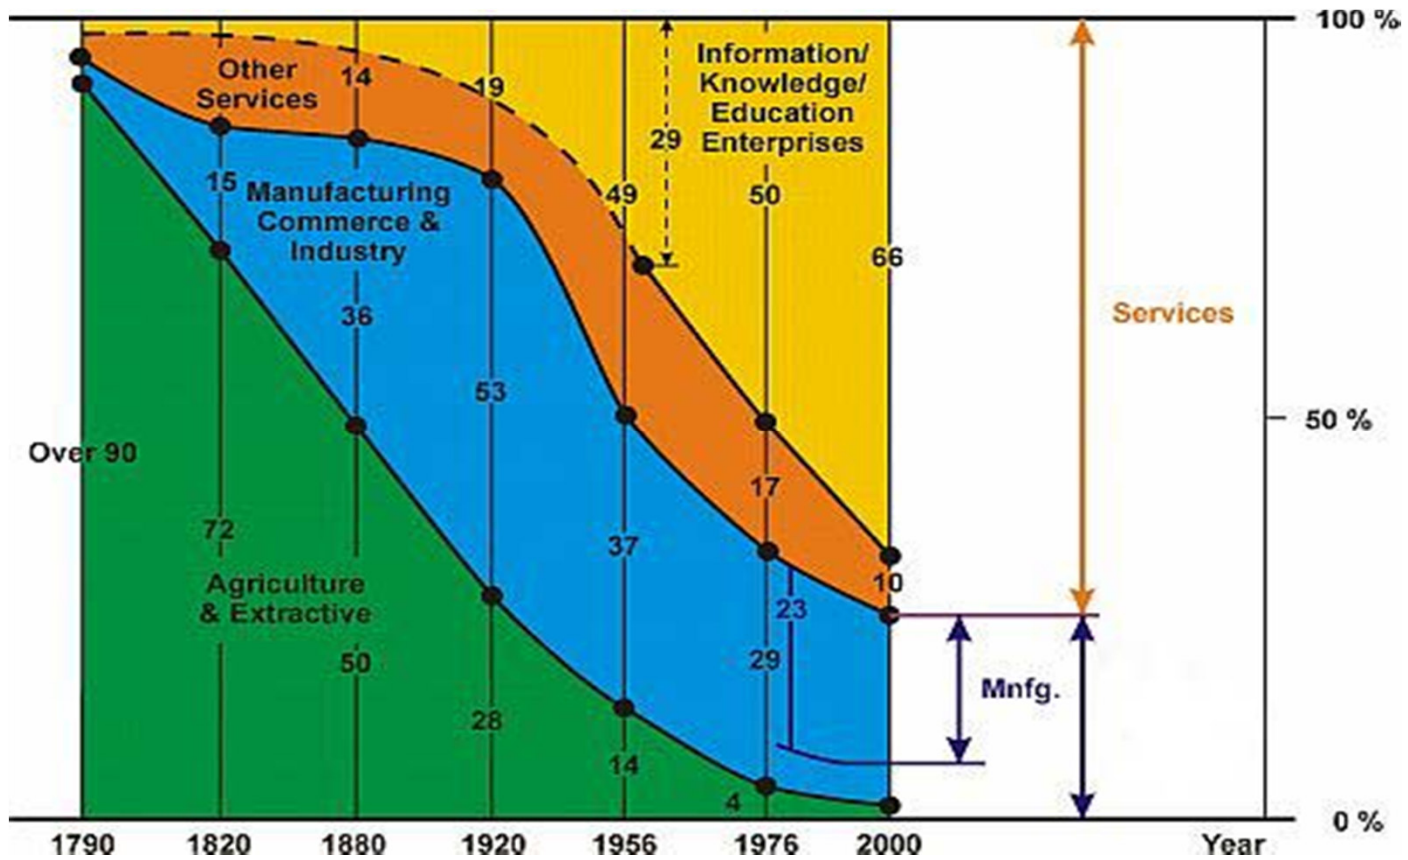 100 %
Information/
Knowledge/
Education
Enterprises
Other
Services
14
19
29
15
Manufacturing
Commerce &
Industry
49
50
66
Services
36
53
50 %
Over 90
17
72
37
10
Agriculture
& Extractive
23
50
29
Mnfg.
28
14
4
0 %
1790 1820 1880 1920 1956 1976 2000 Year